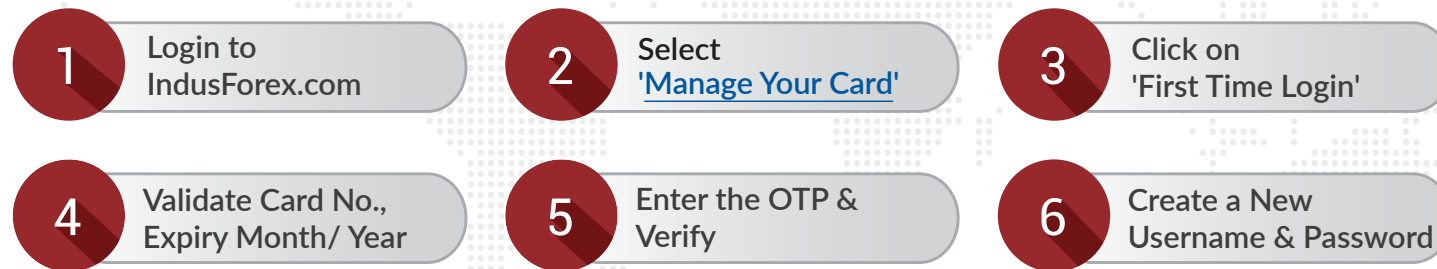 1
Login to
IndusForex.com
2
Select
'Manage Your Card'
3
Click on
'First Time Login'
4
Validate Card No.,
Expiry Month/ Year
5
Enter the OTP &
Verify
6
Create a New
Username & Password